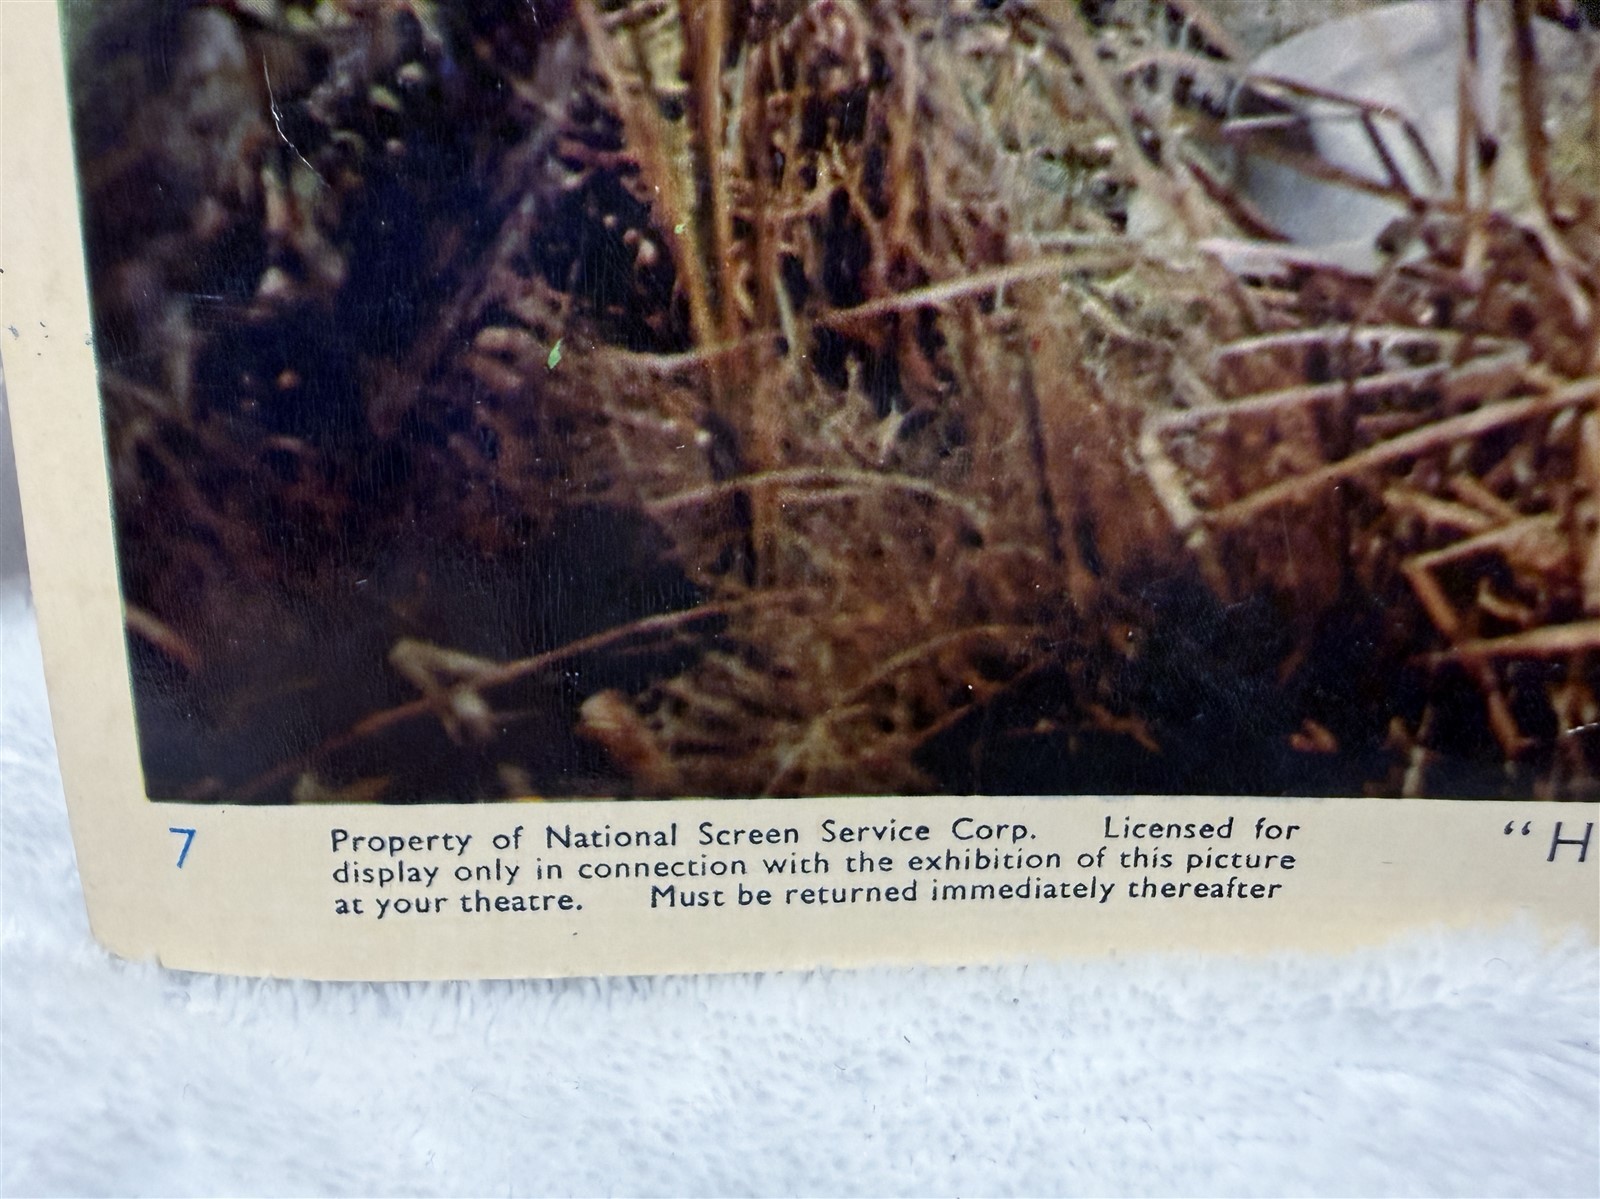 7
Property of National Screen Service Corp. Licensed for
display only in connection with the exhibition of this picture
at your theatre. Must be returned immediately thereafter
“H